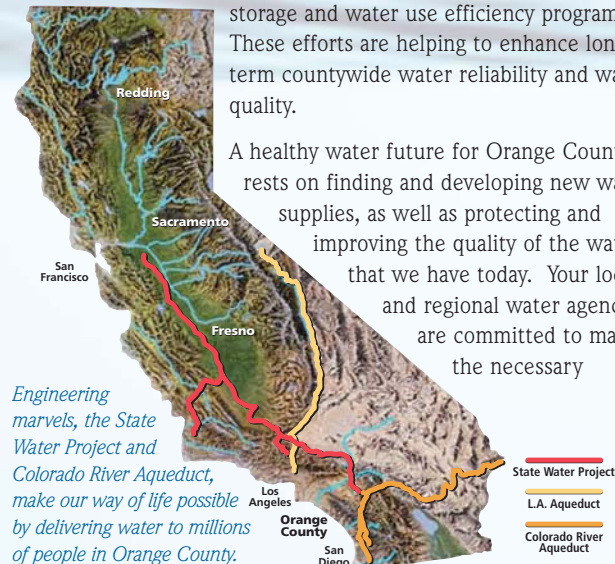 storage and water use efficiency program
These efforts are helping to enhance lon
term countywide water reliability and wa
quality.
A healthy water future for Orange Coun
rests on finding and developing new wa
supplies, as well as protecting and
improving the quality of the wa
that we have today. Your loc
and regional water agenc
are committed to ma
the necessary
Redding
Sacramento
San
Francisco
Fresno
Engineering
marvels, the State
Water Project and
Colorado River Aqueduct,
make our way of life possible
by delivering water to millions
of people in Orange County.
Los
Angeles
Orange
County
San
Diego
State Water Project
L.A. Aqueduct
Colorado River
Aqueduct